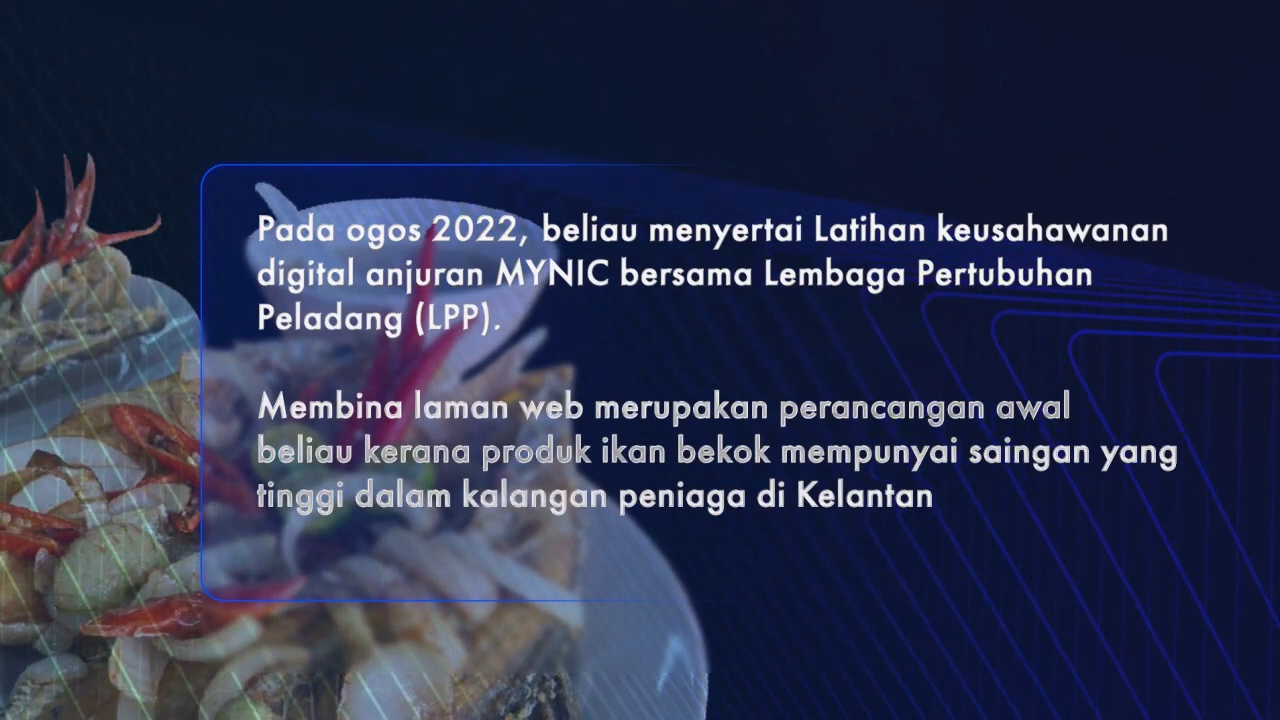 Pada ogos 2022, beliau menyertai Latihan keusahawanan
digital anjuran MYNIC bersama Lembaga Pertubuhan
Peladang (LPP).
Membina laman web merupakan perancangan awal
beliau kerana produk ikan bekok mempunyai saingan yang
tinggi dalam kalangan peniaga di Kelantan